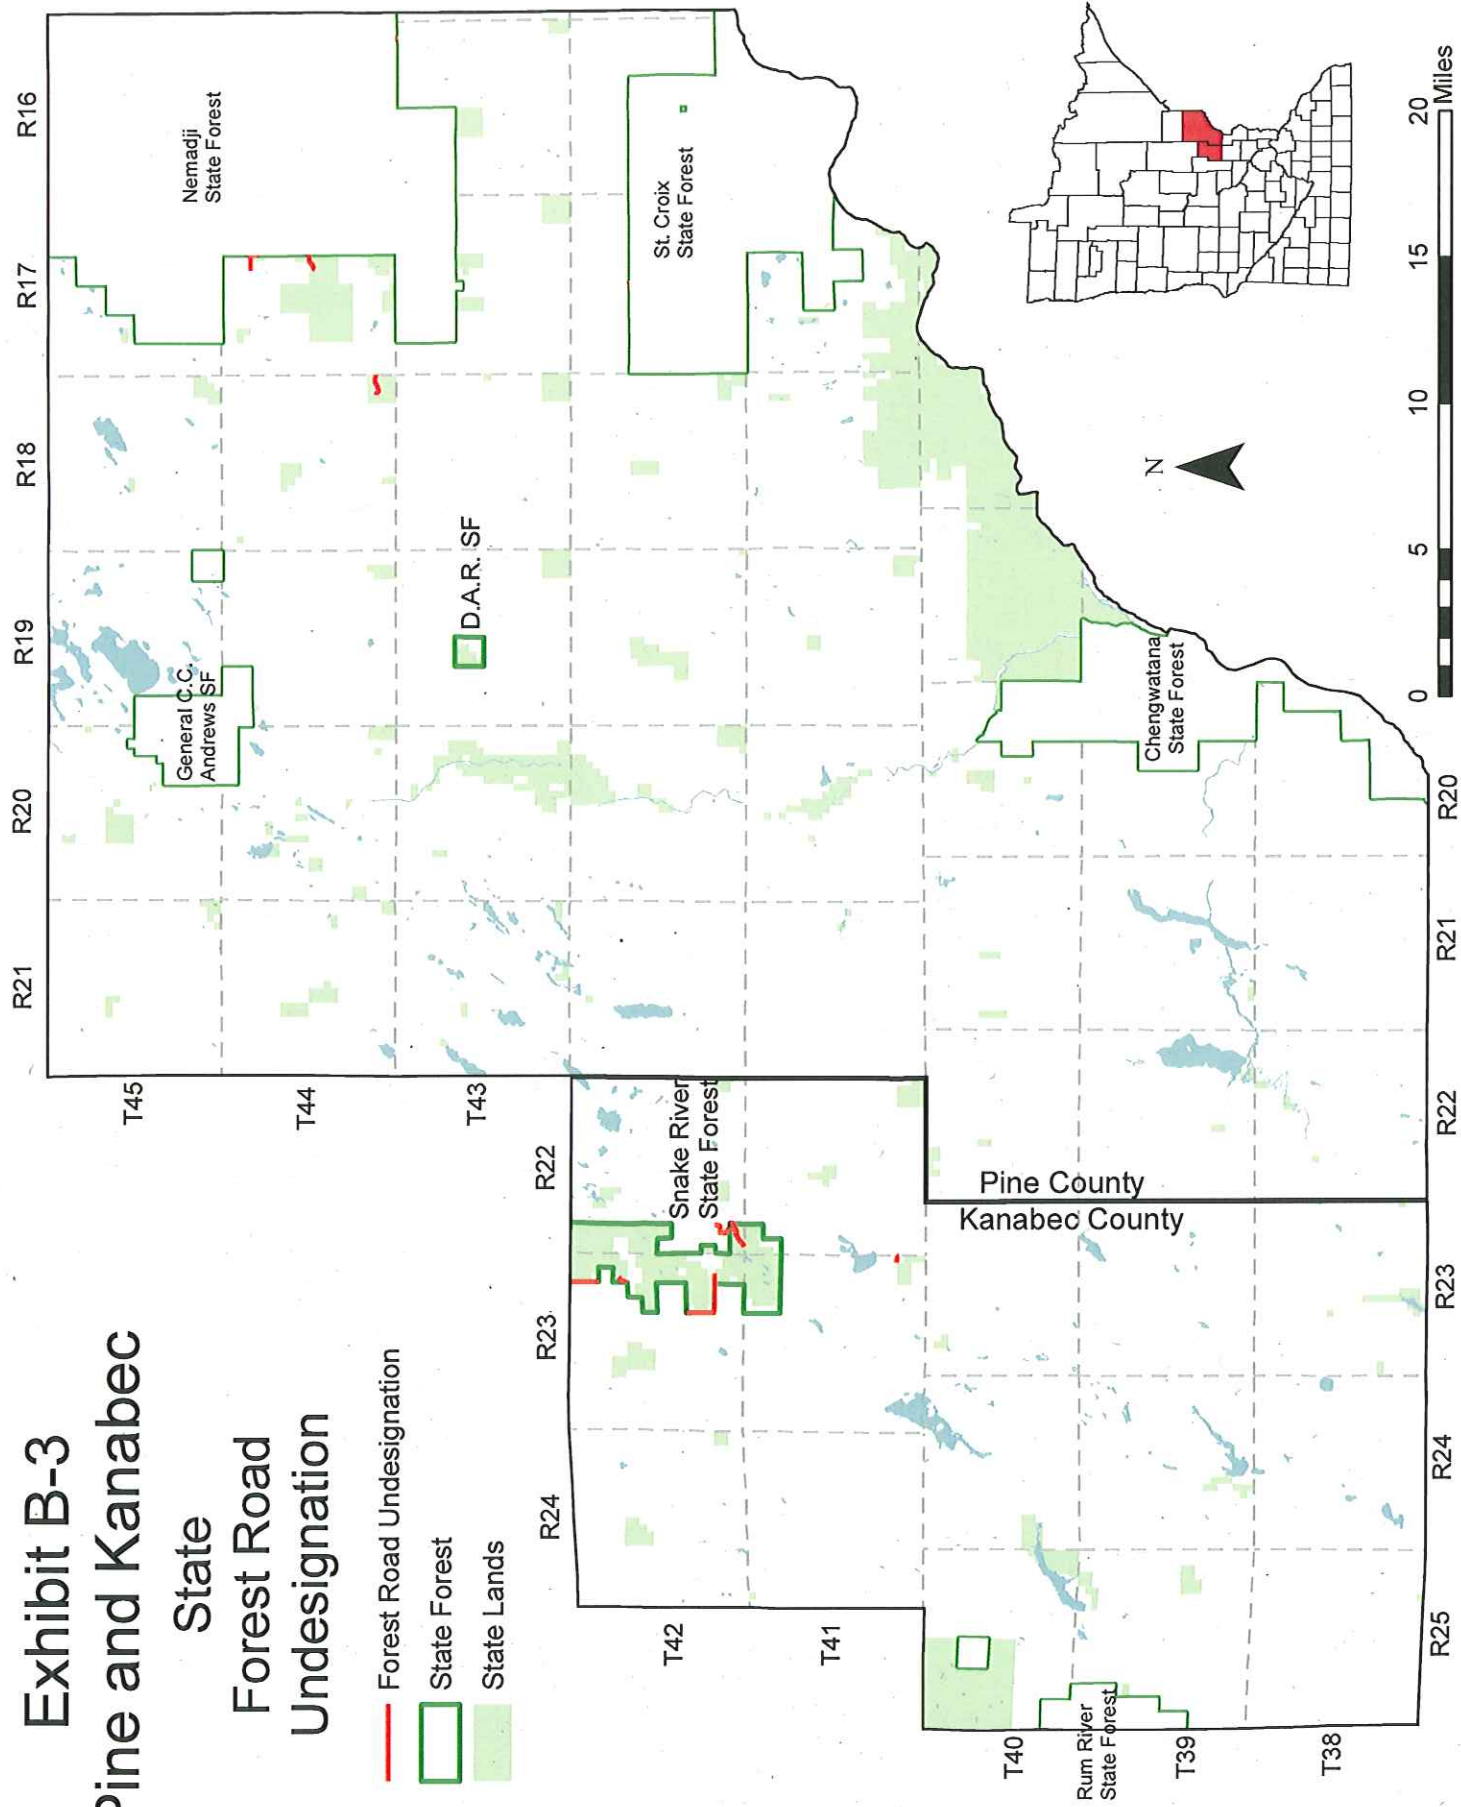 Exhibit B-3
Pine and Kanabec
State
Forest Road
Undesignation
Forest Road Undesignation
State Forest
State Lands
R21
R20
R19
R18
R17
R16
T45
T44
T43
R24
R23
R22
T42
T41
T40
T39
T38
R25
R24
R23
R22
R21
R20
General C.C.
Andrews SF
Nemadji
State Forest
D.A.R. SF
St. Croix
State Forest
Snake River
State Forest
Chengwatana
State Forest
Rum River
State Forest
Pine County
Kanabec County
N
0
5
10
15
20
Miles